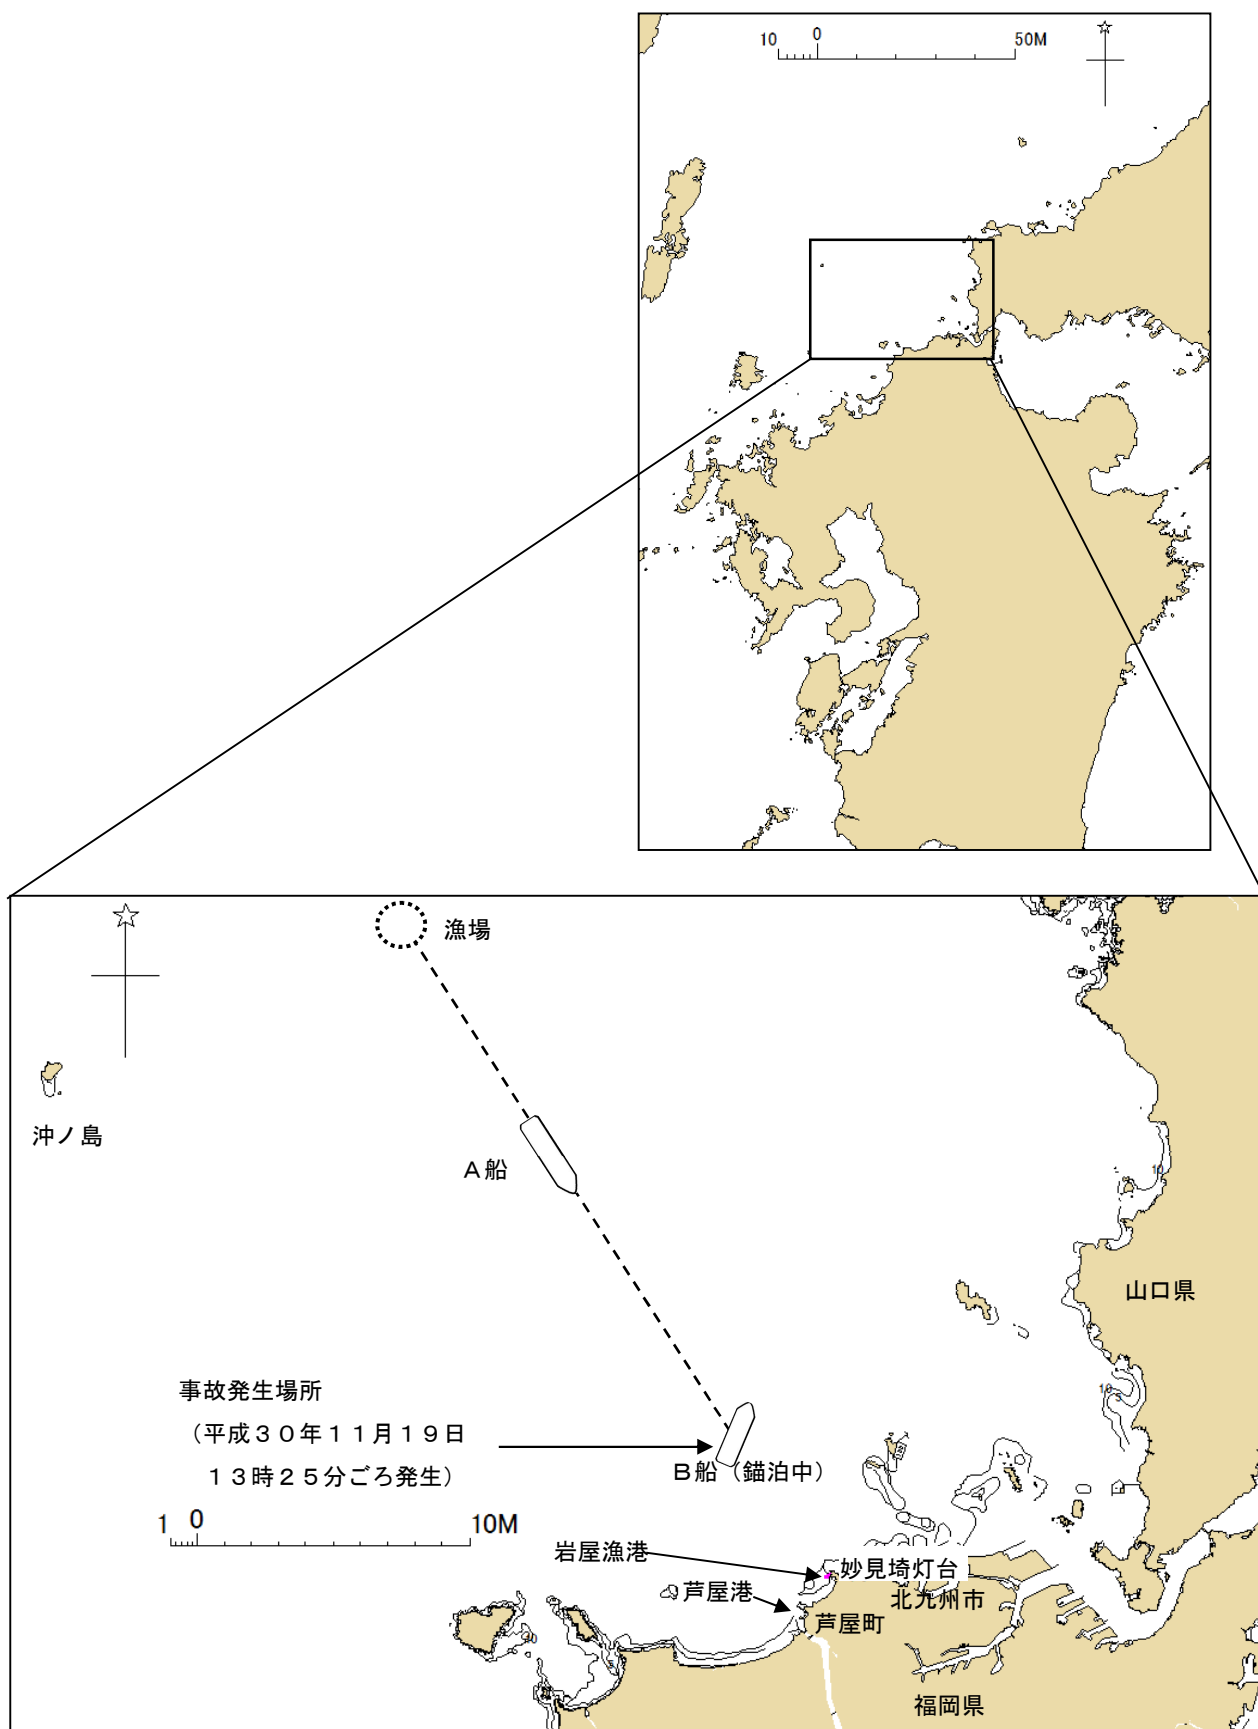 10 0 50M
漁場
沖ノ島
A船
山口県
10
事故発生場所
（平成30年11月19日
13時25分ごろ発生）
10
5
B船（錨泊中）
1 0 10M
岩屋漁港
妙見埼灯台
芦屋港
北九州市
芦屋町
福岡県